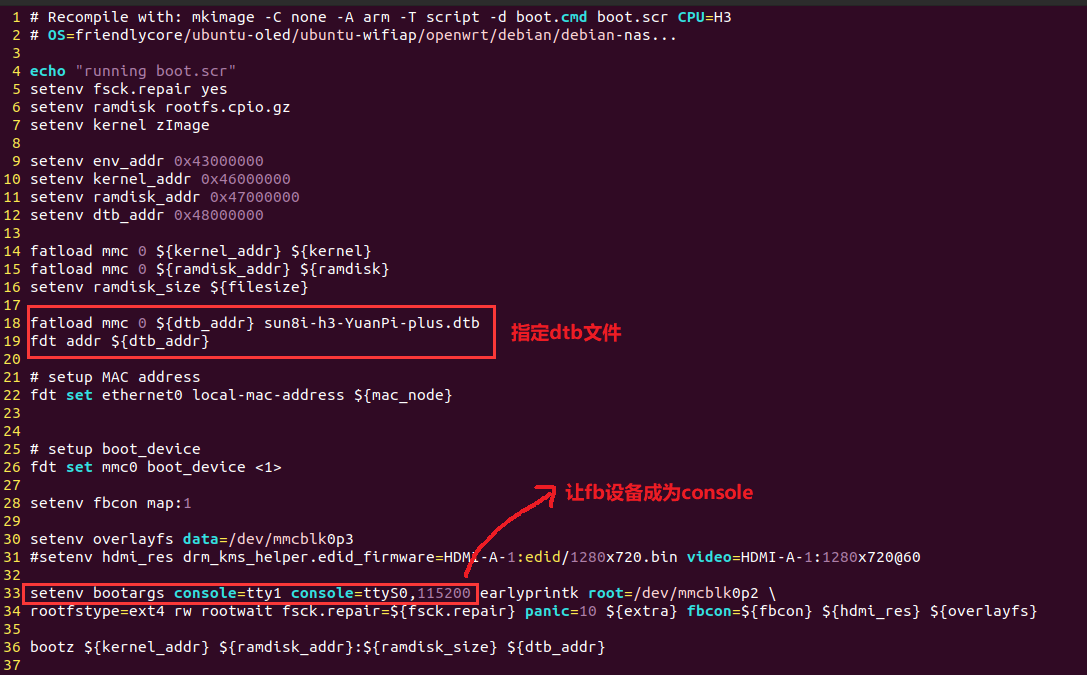 1 # Recompile with: mkimage -C none -A arm -T script -d boot.cmd boot.scr CPU=H3
2 # OS=friendlycore/ubuntu-oled/ubuntu-wifiap/openwrt/debian/debian-nas...
3
4 echo "running boot.scr"
5 setenv fsck.repair yes
6 setenv ramdisk rootfs.cpio.gz
7 setenv kernel zImage
8
9 setenv env_addr 0x43000000
10 setenv kernel_addr 0x46000000
11 setenv ramdisk_addr 0x47000000
12 setenv dtb_addr 0x48000000
13
14 fatload mmc 0 ${kernel_addr} ${kernel}
15 fatload mmc 0 ${ramdisk_addr} ${ramdisk}
16 setenv ramdisk_size ${filesize}
17
18 fatload mmc 0 ${dtb_addr} sun8i-h3-YuanPi-plus.dtb
指定dtb文件
19 fdt addr ${dtb_addr}
20
21 # setup MAC address
22 fdt set ethernet0 local-mac-address ${mac_node}
23
24
25 # setup boot_device
26 fdt set mmc0 boot_device <1>
27
让fb设备成为console
28 setenv fbcon map:1
29
30 setenv overlayfs data=/dev/mmcblk0p3
31 #setenv hdmi_res drm_kms_helper.edid_firmware=HDMI-A-1:edid/1280x720.bin video=HDMI-A-1:1280x720@60
32
33 setenv bootargs console=tty1 console=ttyS0,115200 earlyprintk root=/dev/mmcblk0p2 \
34 rootfstype=ext4 rw rootwait fsck.repair=${fsck.repair} panic=10 ${extra} fbcon=${fbcon} ${hdmi_res} ${overlayfs}
35
36 bootz ${kernel_addr} ${ramdisk_addr}:${ramdisk_size} ${dtb_addr}
37